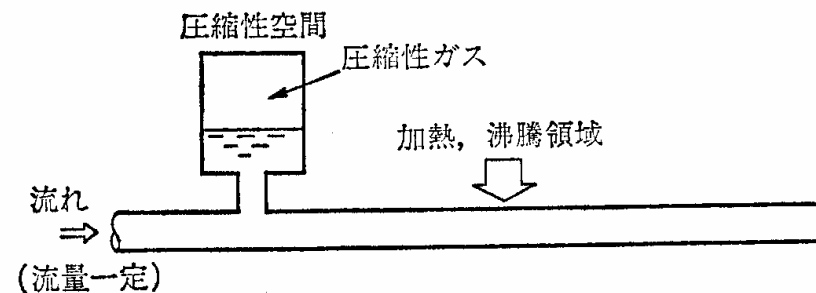 圧縮性空間
圧縮性ガス
加熱，沸騰領域
流れ
(流量一定)